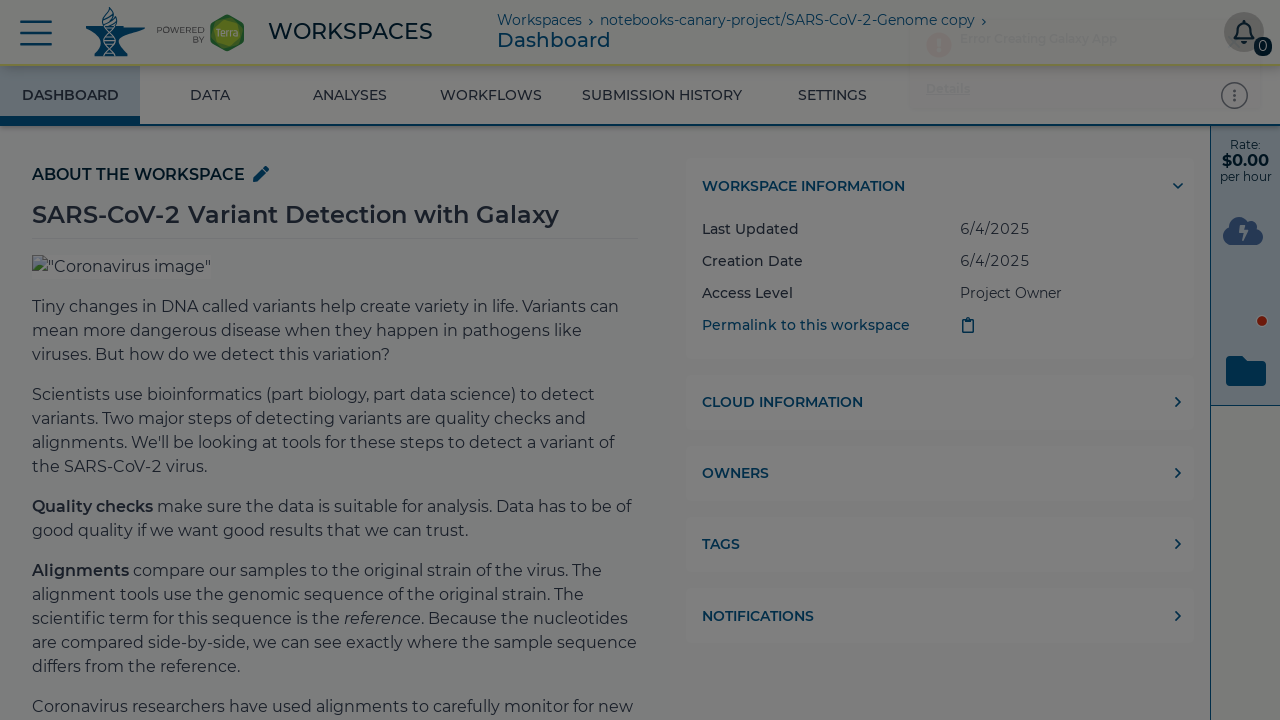 POWERED
BY
Terra
WORKSPACES
Workspaces › notebooks-canary-project/SARS-CoV-2-Genome copy ›
Dashboard
Error Creating Galaxy App
Details
0
DASHBOARD
DATA
ANALYSES
WORKFLOWS
SUBMISSION HISTORY
SETTINGS
Rate:
$0.00
per hour
ABOUT THE WORKSPACE
SARS-CoV-2 Variant Detection with Galaxy
"Coronavirus image"
Tiny changes in DNA called variants help create variety in life. Variants can
mean more dangerous disease when they happen in pathogens like
viruses. But how do we detect this variation?
Scientists use bioinformatics (part biology, part data science) to detect
variants. Two major steps of detecting variants are quality checks and
alignments. We'll be looking at tools for these steps to detect a variant of
the SARS-CoV-2 virus.
Quality checks make sure the data is suitable for analysis. Data has to be of
good quality if we want good results that we can trust.
Alignments compare our samples to the original strain of the virus. The
alignment tools use the genomic sequence of the original strain. The
scientific term for this sequence is the reference. Because the nucleotides
are compared side-by-side, we can see exactly where the sample sequence
differs from the reference.
Coronavirus researchers have used alignments to carefully monitor for new
WORKSPACE INFORMATION
Last Updated 6/4/2025
Creation Date 6/4/2025
Access Level Project Owner
Permalink to this workspace
CLOUD INFORMATION
OWNERS
TAGS
NOTIFICATIONS